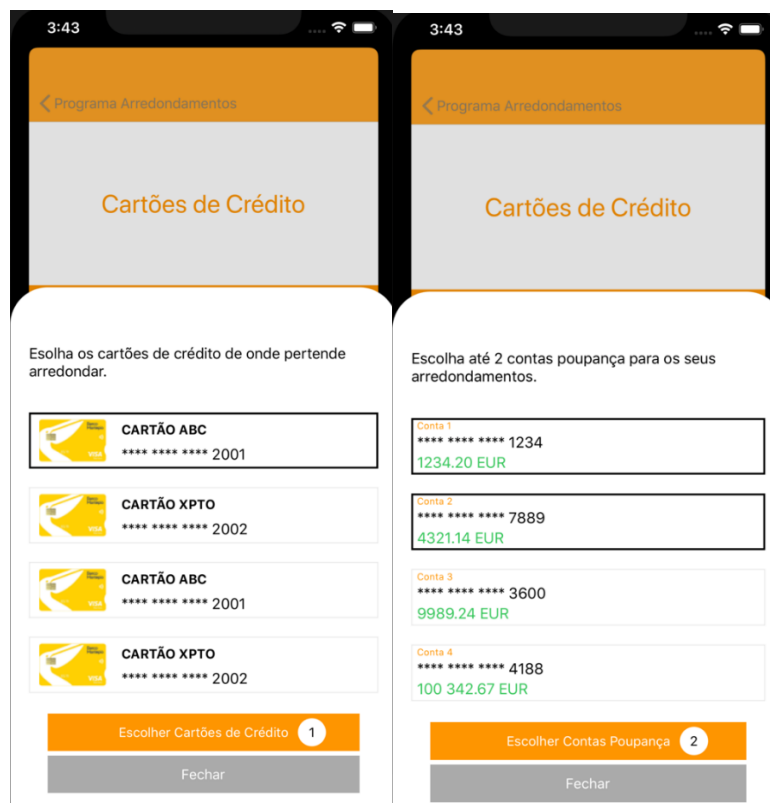 3:43
Programa Arredondamentos
Cartões de Crédito
Esolha os cartões de crédito de onde pertende
arredondar.
CARTÃO ABC
**** **** **** 2001
CARTÃO XPTO
**** **** **** 2002
CARTÃO ABC
**** **** **** 2001
CARTÃO XPTO
**** **** **** 2002
Escolher Cartões de Crédito 1
Fechar
3:43
Programa Arredondamentos
Cartões de Crédito
Escolha até 2 contas poupança para os seus
arredondamentos.
Conta 1
**** **** **** 1234
1234.20 EUR
Conta 2
**** **** **** 7889
4321.14 EUR
Conta 3
**** **** **** 3600
9989.24 EUR
Conta 4
**** **** **** 4188
100 342.67 EUR
Escolher Contas Poupança 2
Fechar